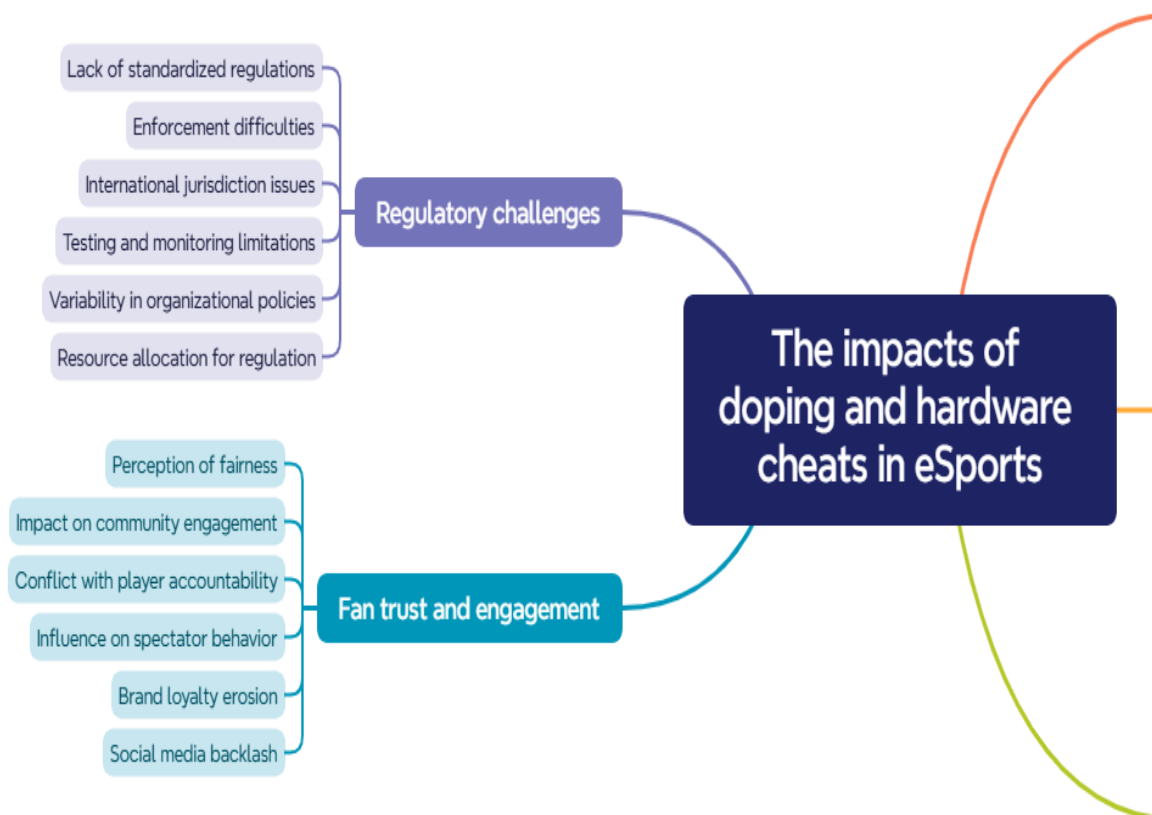 Lack of standardized regulations
Enforcement difficulties
International jurisdiction issues
Testing and monitoring limitations
Variability in organizational policies
Resource allocation for regulation
Regulatory challenges
The impacts of
doping and hardware
cheats in eSports
Perception of fairness
Impact on community engagement
Conflict with player accountability
Influence on spectator behavior
Brand loyalty erosion
Social media backlash
Fan trust and engagement